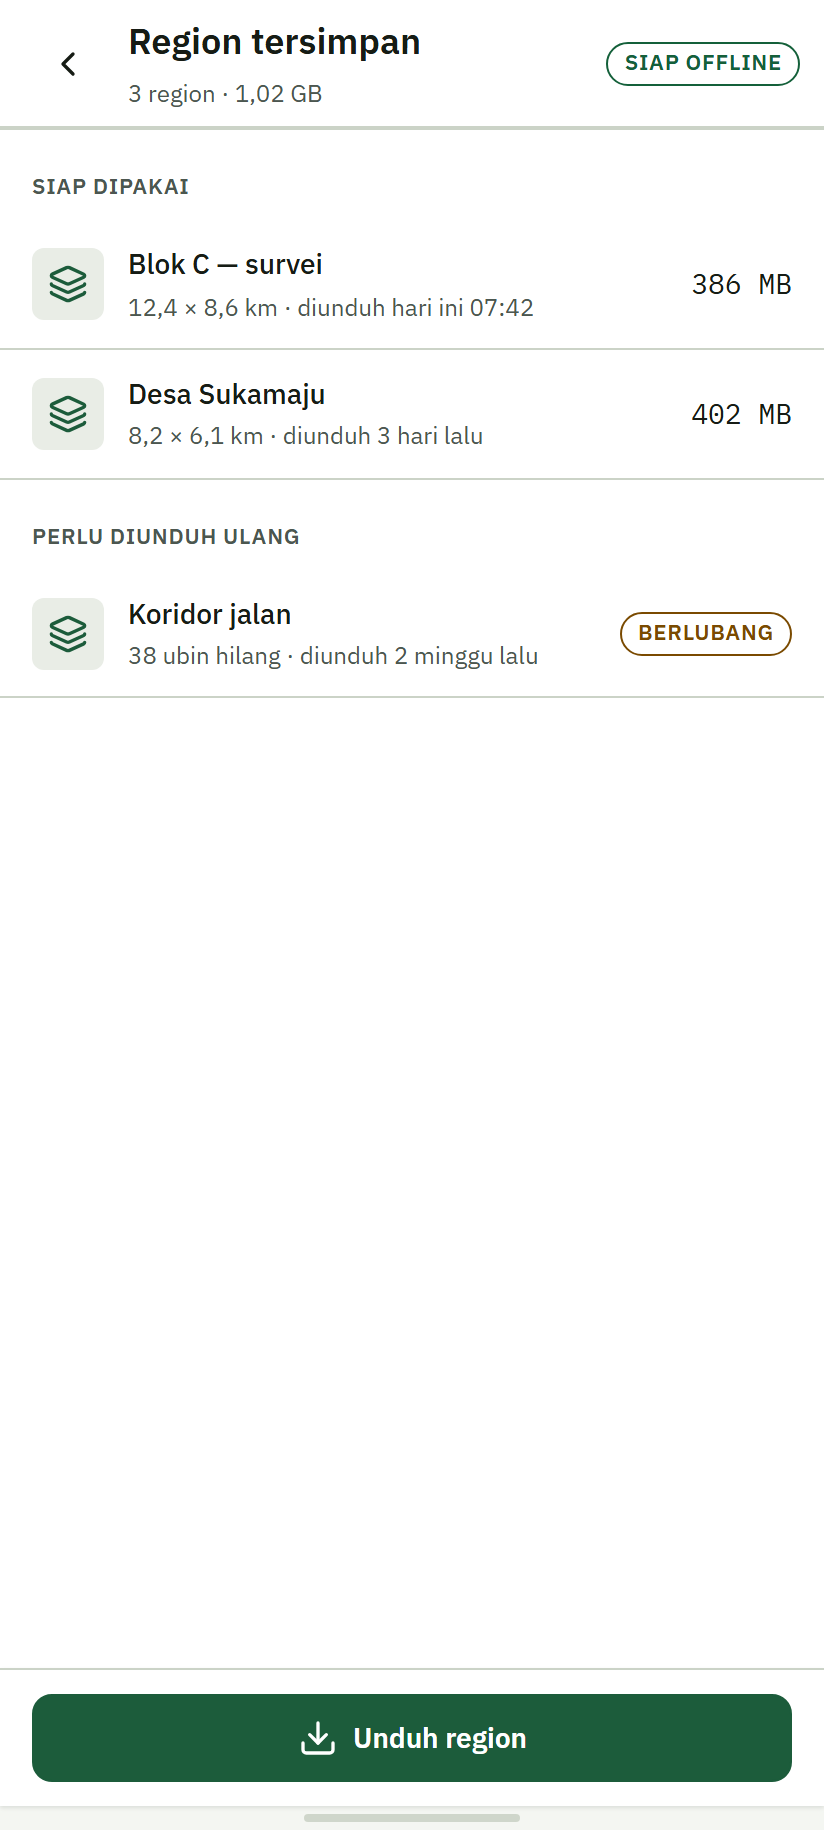 Region tersimpan
3 region · 1,02 GB
SIAP OFFLINE
SIAP DIPAKAI
Blok C — survei
12,4 × 8,6 km · diunduh hari ini 07:42
386 MB
Desa Sukamaju
8,2 × 6,1 km · diunduh 3 hari lalu
402 MB
PERLU DIUNDUH ULANG
Koridor jalan
38 ubin hilang · diunduh 2 minggu lalu
BERLUBANG
Unduh region